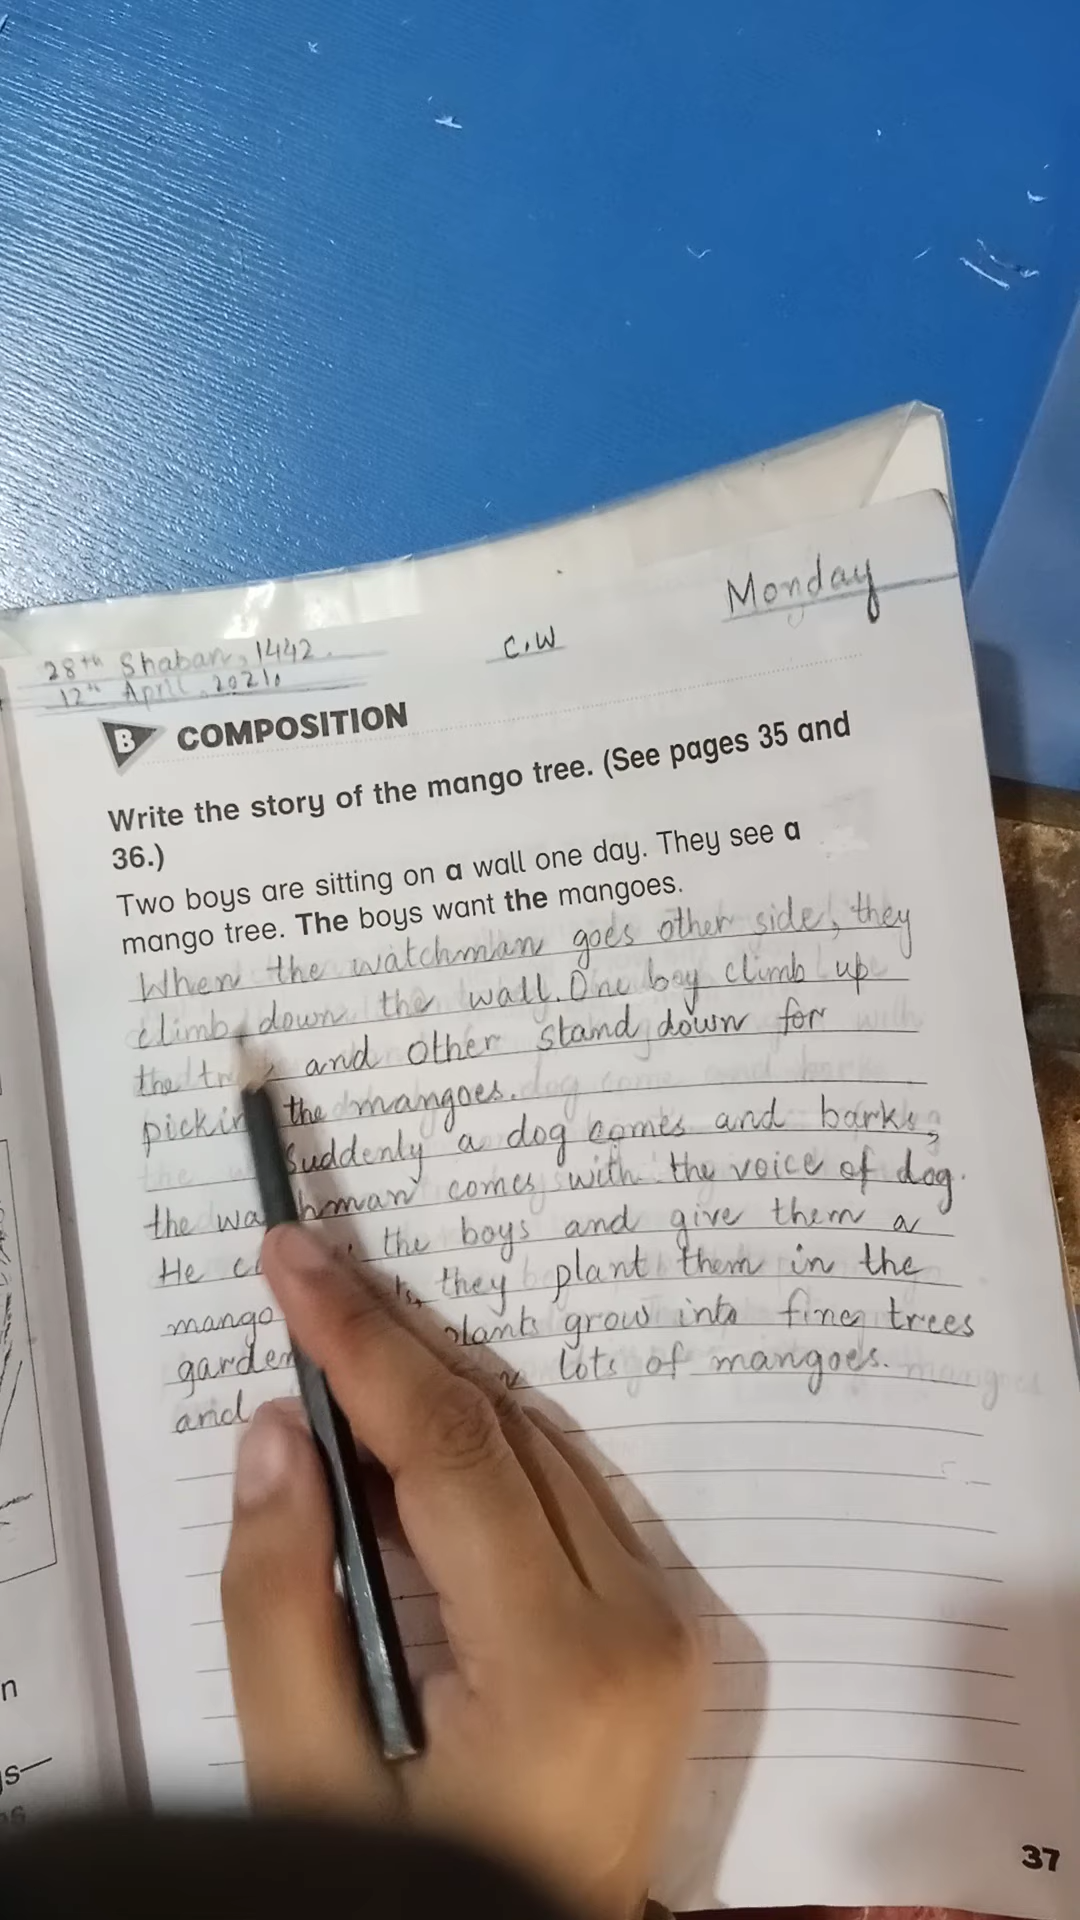 Monday
C.W
28th Shaban, 1442.
12th April, 2021.
B COMPOSITION
Write the story of the mango tree. (See pages 35 and
36.)
Two boys are sitting on a wall one day. They see a
mango tree. The boys want the mangoes.
When the watchman goes other side, they
climb down the wall. One boy climb up
the and other stand down for
the mangoes.
Suddenly a dog comes and barks,
the comes with the voice of dog.
He the boys and give them a
mango they plant them in the
plants grow into fine trees
and lots of mangoes.
37